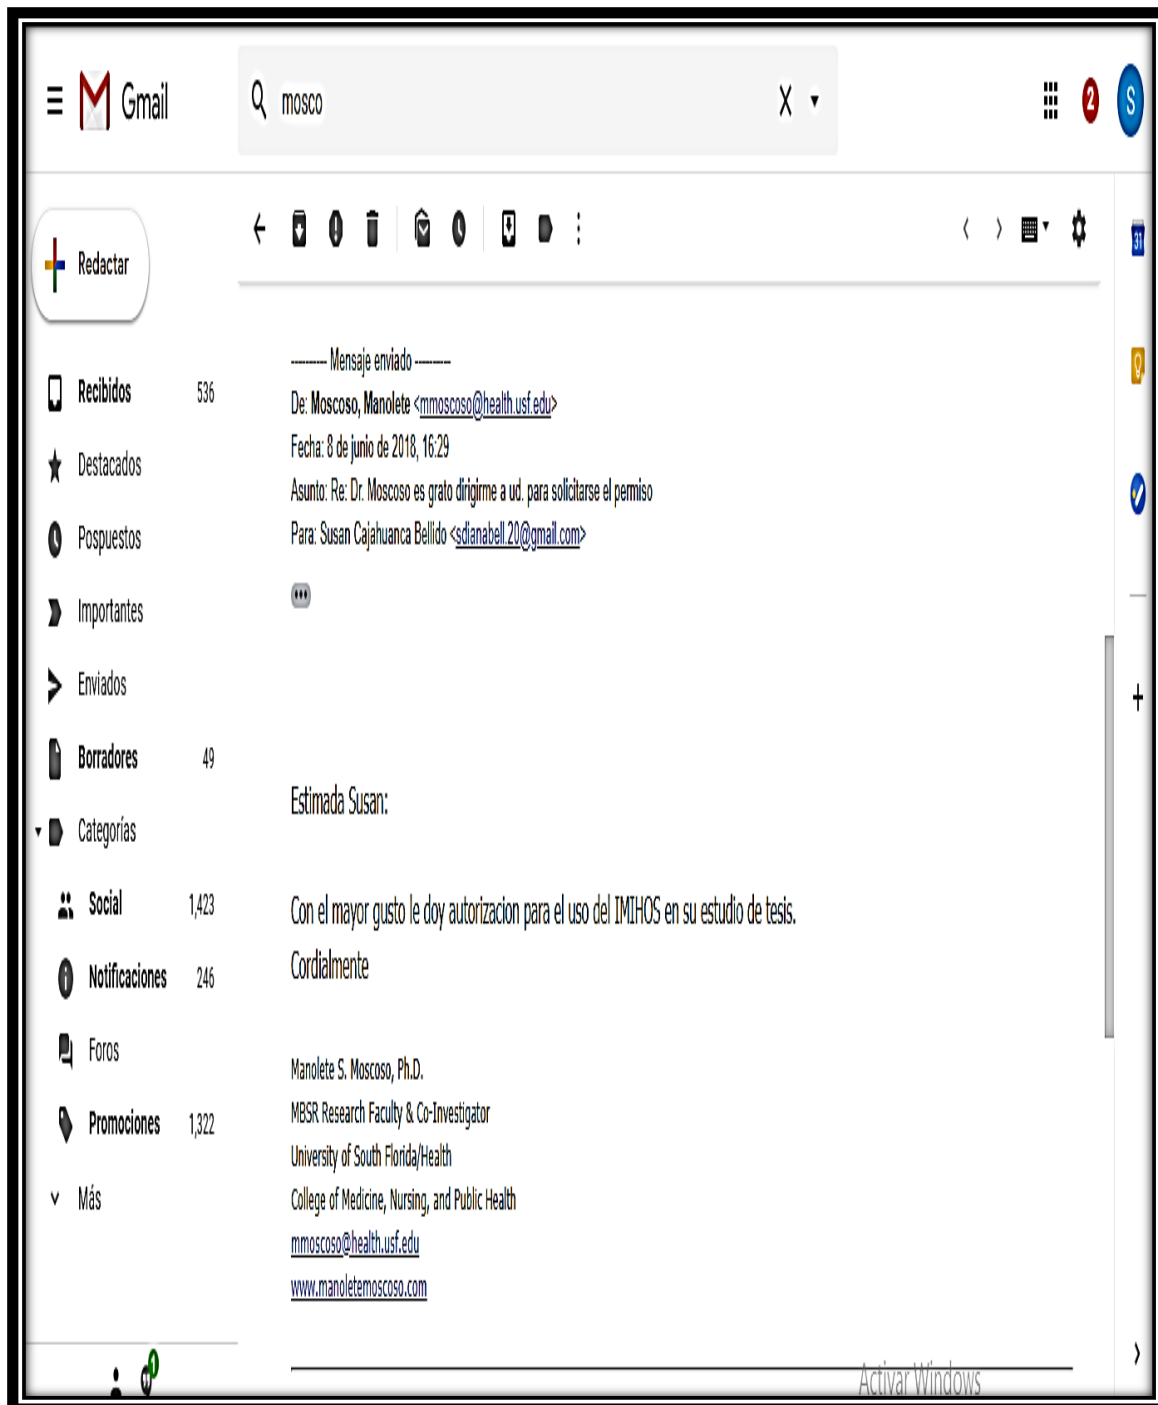 Gmail
mosco
2
S
Redactar
31
---------- Mensaje enviado ----------
De: Moscoso, Manolete <mmoscoso@health.usf.edu>
Fecha: 8 de junio de 2018, 16:29
Asunto: Re: Dr. Moscoso es grato dirigirme a ud. para solicitarse el permiso
Para: Susan Cajahuanca Bellido <sdianabell.20@gmail.com>
Recibidos 536
Destacados
Pospuestos
Importantes
Enviados
Borradores 49
Categorías
Social 1,423
Notificaciones 246
Foros
Promociones 1,322
Más
1
Estimada Susan:
Con el mayor gusto le doy autorizacion para el uso del IMIHOS en su estudio de tesis.
Cordialmente
Manolete S. Moscoso, Ph.D.
MBSR Research Faculty & Co-Investigator
University of South Florida/Health
College of Medicine, Nursing, and Public Health
mmoscoso@health.usf.edu
www.manoletemoscoso.com
Activar Windows